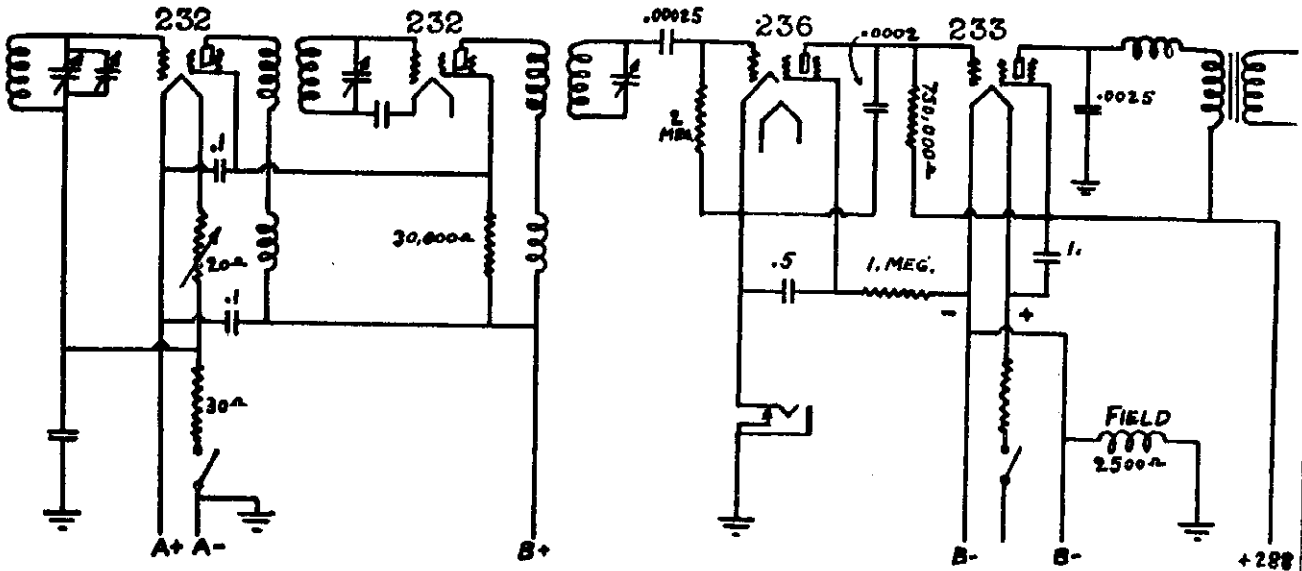 232
232
.00025
236
.0002
233
.0025
2
MEG.
750,000Ω
.1
20Ω
30,000Ω
.5
1. MEG.
1.
.1
-
+
30Ω
FIELD
2500Ω
A+
A-
B+
B-
B-
+288